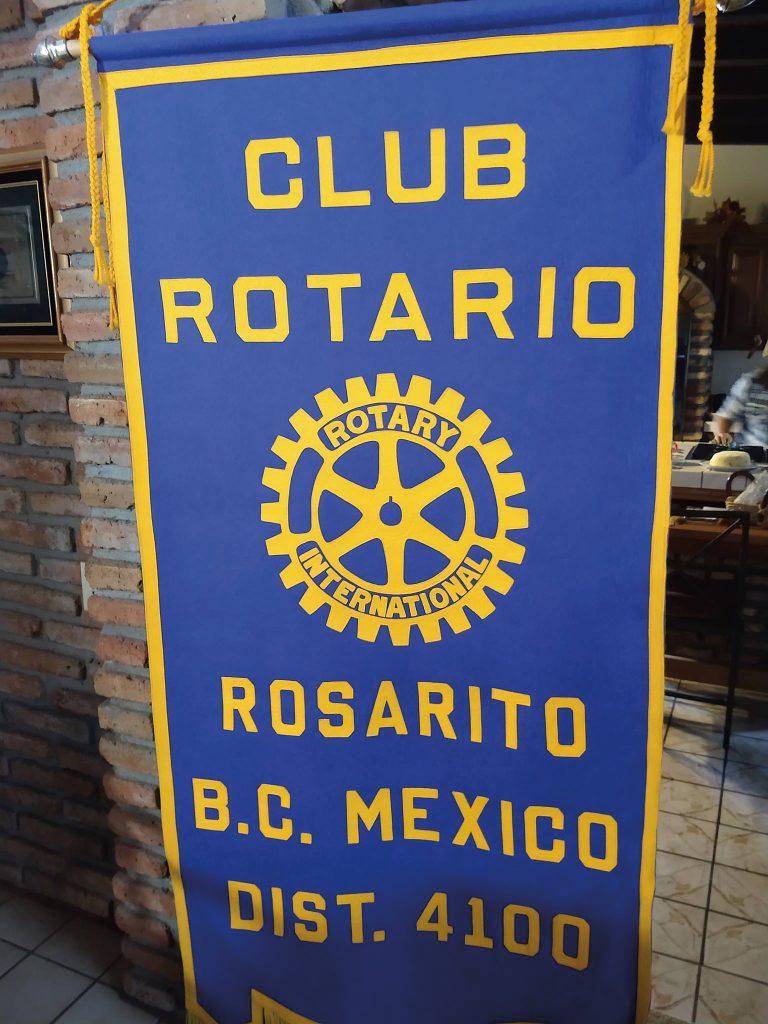 CLUB
ROTARIO
ROTARY
INTERNATIONAL
ROSARITO
B.C. MEXICO
DIST. 4100